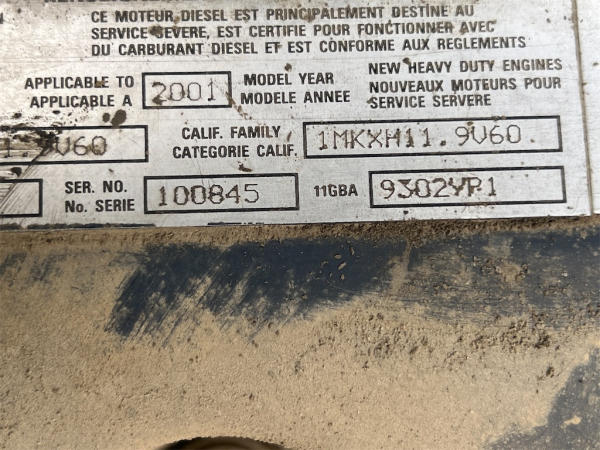 CE MOTEUR DIESEL EST PRINCIPALEMENT DESTINE AU
SERVICE SEVERE, EST CERTIFIE POUR FONCTIONNER AVEC
DU CARBURANT DIESEL ET EST CONFORME AUX REGLEMENTS
APPLICABLE TO
APPLICABLE A
2001
MODEL YEAR
MODELE ANNEE
NEW HEAVY DUTY ENGINES
NOUVEAUX MOTEURS POUR
SERVICE SERVERE
1.9V60
CALIF. FAMILY
CATEGORIE CALIF.
1MKXH11.9V60.
SER. NO.
No. SERIE
100845
11GBA
9302YR1